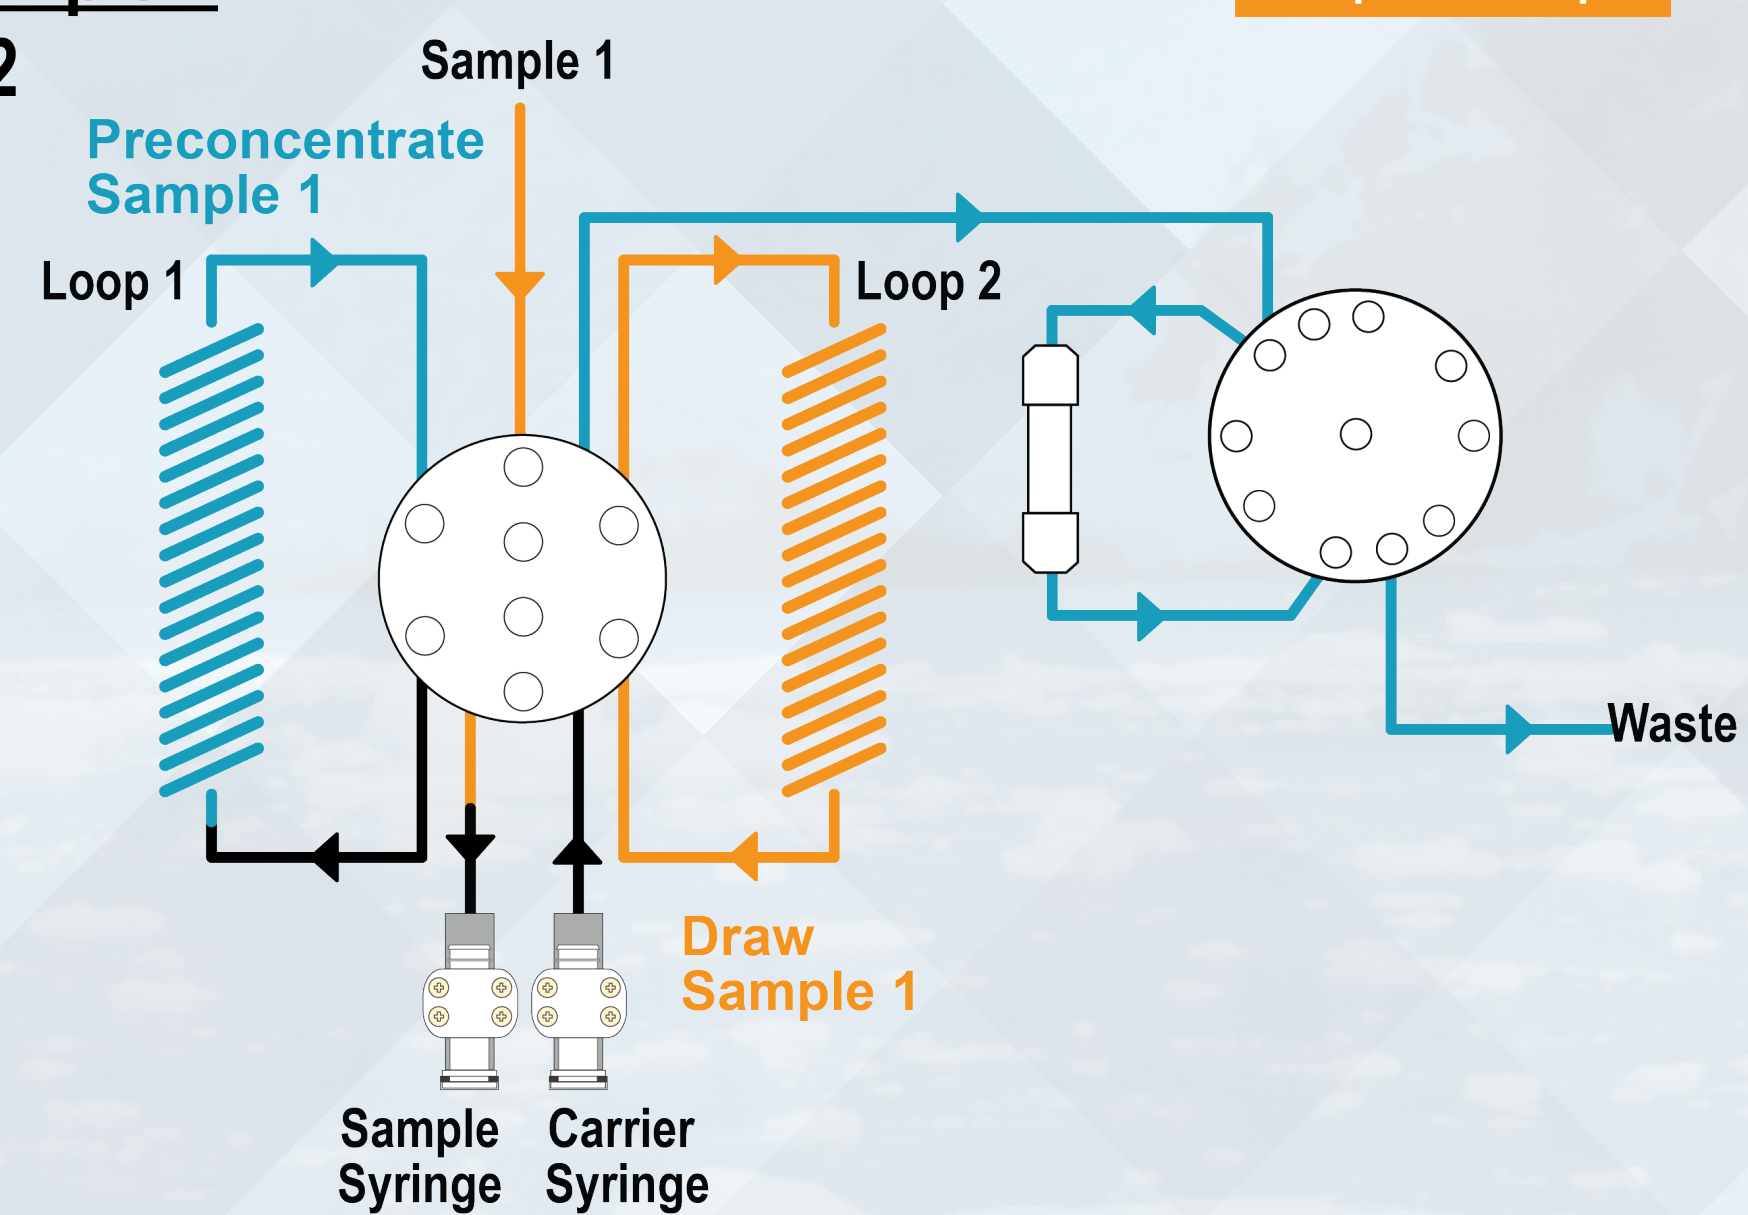 2
Sample 1
Preconcentrate
Sample 1
Loop 1
Loop 2
Waste
Draw
Sample 1
Sample
Syringe
Carrier
Syringe